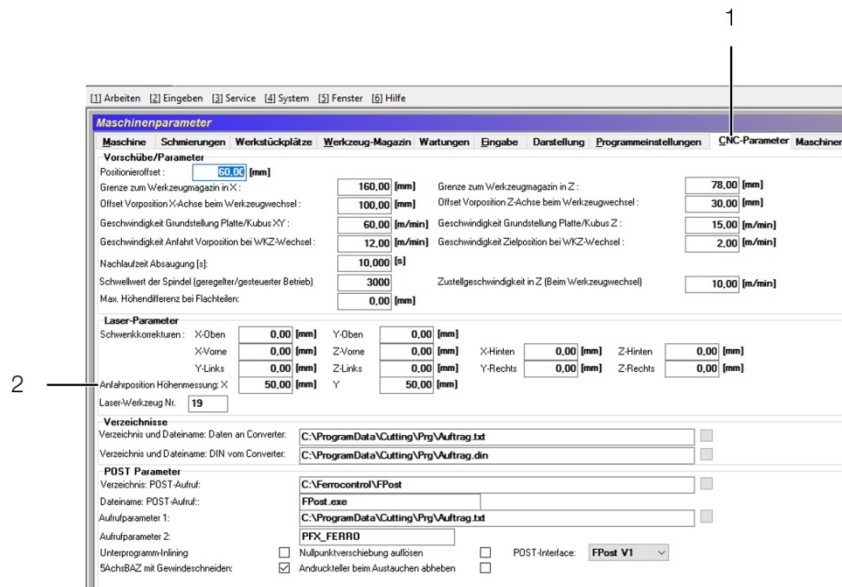 1
[1] Arbeiten [2] Eingeben [3] Service [4] System [5] Fenster [6] Hilfe
Maschinenparameter
Maschine Schmierungen Werkstückplätze Werkzeug-Magazin Wartungen Eingabe Darstellung Programmeinstellungen CNC-Parameter Maschinen
Vorschübe/Parameter
Positionieroffset: 60,00 [mm]
Grenze zum Werkzeugmagazin in X: 160,00 [mm] Grenze zum Werkzeugmagazin in Z: 78,00 [mm]
Offset Vorposition X-Achse beim Werkzeugwechsel: 100,00 [mm] Offset Vorposition Z-Achse beim Werkzeugwechsel: 30,00 [mm]
Geschwindigkeit Grundstellung Platte/Kubus XY: 60,00 [m/min] Geschwindigkeit Grundstellung Platte/Kubus Z: 15,00 [m/min]
Geschwindigkeit Anfahrt Vorposition bei WKZ-Wechsel: 12,00 [m/min] Geschwindigkeit Zielposition bei WKZ-Wechsel: 2,00 [m/min]
Nachlaufzeit Absaugung [s]: 10,000 [s]
Schwellwert der Spindel (geregelter/gesteuerter Betrieb) 3000 Zustellgeschwindigkeit in Z (Beim Werkzeugwechsel) 10,00 [m/min]
Max. Höhendifferenz bei Flachteilen: 0,00 [mm]
Laser-Parameter
Schwenkkorrekturen: X-Oben 0,00 [mm] Y-Oben 0,00 [mm]
X-Vorne 0,00 [mm] Z-Vorne 0,00 [mm] X-Hinten 0,00 [mm] Z-Hinten 0,00 [mm]
Y-Links 0,00 [mm] Z-Links 0,00 [mm] Y-Rechts 0,00 [mm] Z-Rechts 0,00 [mm]
2 Anfahrposition Höhenmessung: X 50,00 [mm] Y 50,00 [mm]
Laser-Werkzeug Nr. 19
Verzeichnisse
Verzeichnis und Dateiname: Daten an Converter: C:\ProgramData\Cutting\Prg\Auftrag.txt
Verzeichnis und Dateiname: DIN vom Converter: C:\ProgramData\Cutting\Prg\Auftrag.din
POST Parameter
Verzeichnis: POST-Aufruf: C:\Ferrocontrol\FPost
Dateiname: POST-Aufruf:: FPost.exe
Aufrufparameter 1: C:\ProgramData\Cutting\Prg\Auftrag.txt
Aufrufparameter 2: PFX_FERRO
Unterprogramm-Inlining Nullpunktverschiebung auflösen POST-Interface: FPost V1
5AchsBAZ mit Gewindeschneiden: Andruckteller beim Austauchen abheben